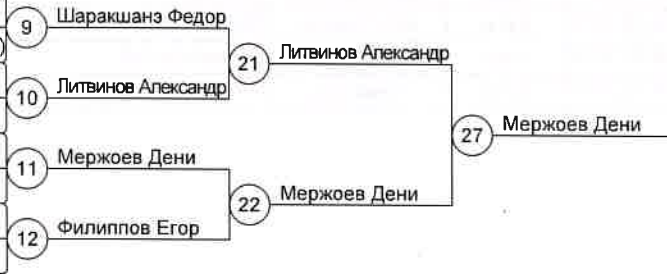 9 Шаракшанэ Федор
21 Литвинов Александр
10 Литвинов Александр
27 Мержоев Дени
11 Мержоев Дени
22 Мержоев Дени
12 Филиппов Егор